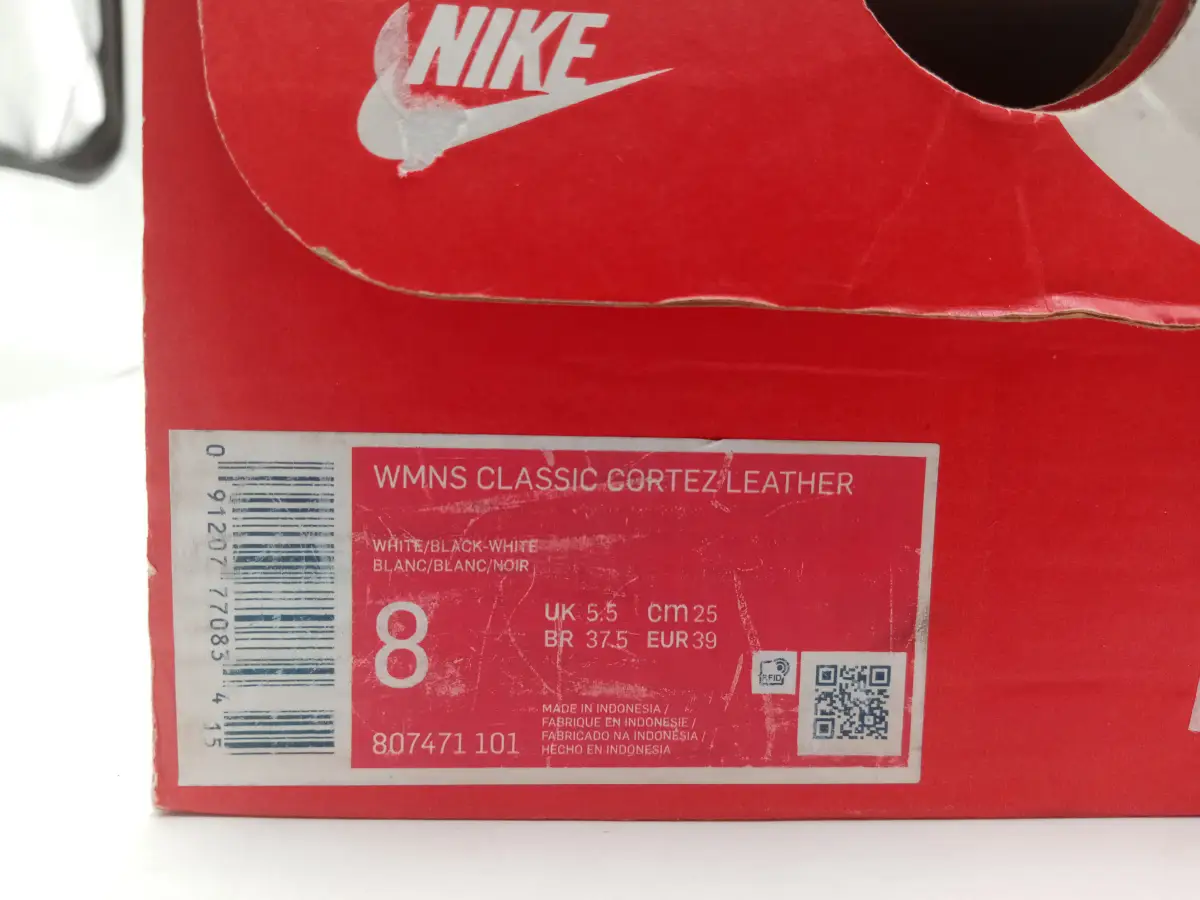 NIKE
WMNS CLASSIC CORTEZ LEATHER
WHITE/BLACK-WHITE
BLANC/BLANC/NOIR
8
UK 5.5 cm 25
BR 37.5 EUR 39
RFID
MADE IN INDONESIA /
FABRIQUE EN INDONESIE /
FABRICADO NA INDONÉSIA /
HECHO EN INDONESIA
807471 101
0 91207 77083 4 15